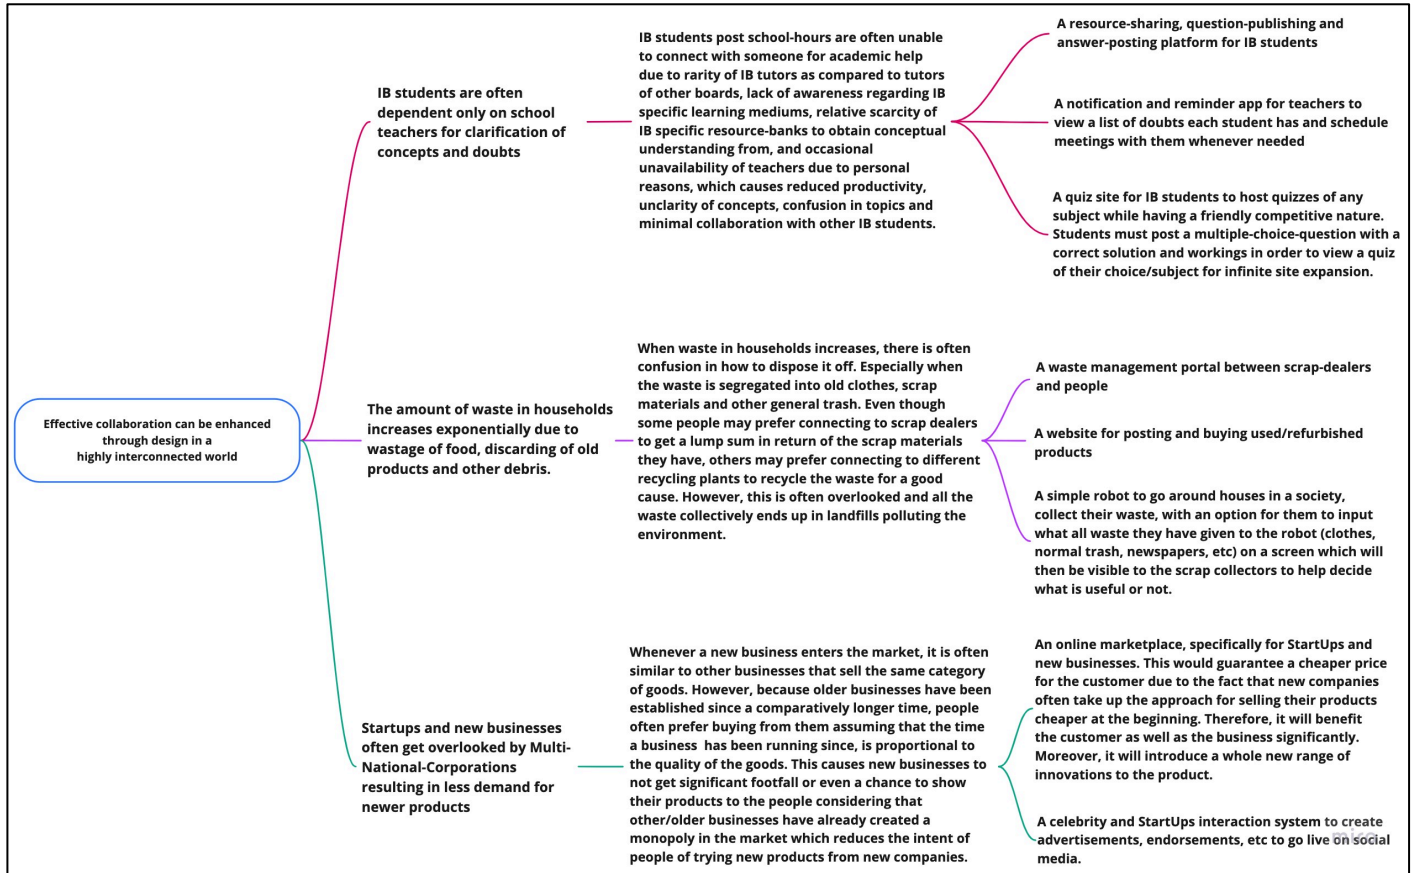 Effective collaboration can be enhanced
through design in a
highly interconnected world
IB students are often
dependent only on school
teachers for clarification of
concepts and doubts
IB students post school-hours are often unable
to connect with someone for academic help
due to rarity of IB tutors as compared to tutors
of other boards, lack of awareness regarding IB
specific learning mediums, relative scarcity of
IB specific resource-banks to obtain conceptual
understanding from, and occasional
unavailability of teachers due to personal
reasons, which causes reduced productivity,
unclarity of concepts, confusion in topics and
minimal collaboration with other IB students.
A resource-sharing, question-publishing and
answer-posting platform for IB students
A notification and reminder app for teachers to
view a list of doubts each student has and schedule
meetings with them whenever needed
A quiz site for IB students to host quizzes of any
subject while having a friendly competitive nature.
Students must post a multiple-choice-question with a
correct solution and workings in order to view a quiz
of their choice/subject for infinite site expansion.
The amount of waste in households
increases exponentially due to
wastage of food, discarding of old
products and other debris.
When waste in households increases, there is often
confusion in how to dispose it off. Especially when
the waste is segregated into old clothes, scrap
materials and other general trash. Even though
some people may prefer connecting to scrap dealers
to get a lump sum in return of the scrap materials
they have, others may prefer connecting to different
recycling plants to recycle the waste for a good
cause. However, this is often overlooked and all the
waste collectively ends up in landfills polluting the
environment.
A waste management portal between scrap-dealers
and people
A website for posting and buying used/refurbished
products
A simple robot to go around houses in a society,
collect their waste, with an option for them to input
what all waste they have given to the robot (clothes,
normal trash, newspapers, etc) on a screen which will
then be visible to the scrap collectors to help decide
what is useful or not.
Startups and new businesses
often get overlooked by Multi-
National-Corporations
resulting in less demand for
newer products
Whenever a new business enters the market, it is often
similar to other businesses that sell the same category
of goods. However, because older businesses have been
established since a comparatively longer time, people
often prefer buying from them assuming that the time
a business has been running since, is proportional to
the quality of the goods. This causes new businesses to
not get significant footfall or even a chance to show
their products to the people considering that
other/older businesses have already created a
monopoly in the market which reduces the intent of
people of trying new products from new companies.
An online marketplace, specifically for StartUps and
new businesses. This would guarantee a cheaper price
for the customer due to the fact that new companies
often take up the approach for selling their products
cheaper at the beginning. Therefore, it will benefit
the customer as well as the business significantly.
Moreover, it will introduce a whole new range of
innovations to the product.
A celebrity and StartUps interaction system to create
advertisements, endorsements, etc to go live on social
media.
miro